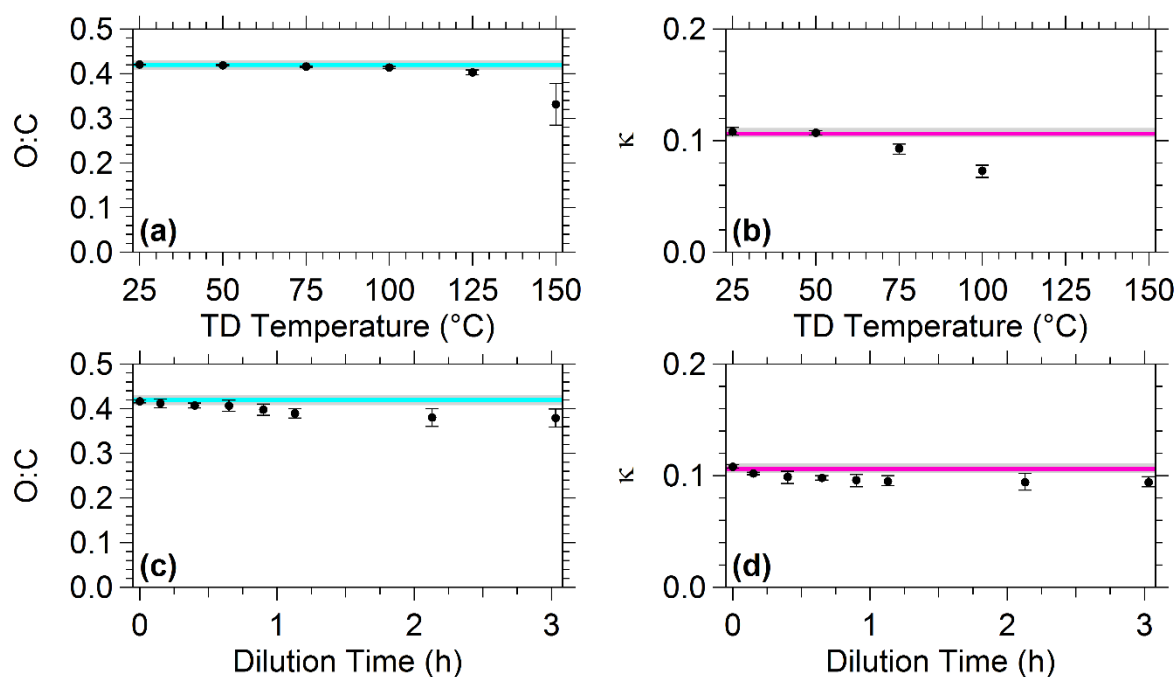 0.5
0.4
0.3
0.2
0.1
0.0
O:C
(a)
25 50 75 100 125 150
TD Temperature (°C)
0.2
0.1
0.0
κ
(b)
25 50 75 100 125 150
TD Temperature (°C)
0.5
0.4
0.3
0.2
0.1
0.0
O:C
(c)
0 1 2 3
Dilution Time (h)
0.2
0.1
0.0
κ
(d)
0 1 2 3
Dilution Time (h)